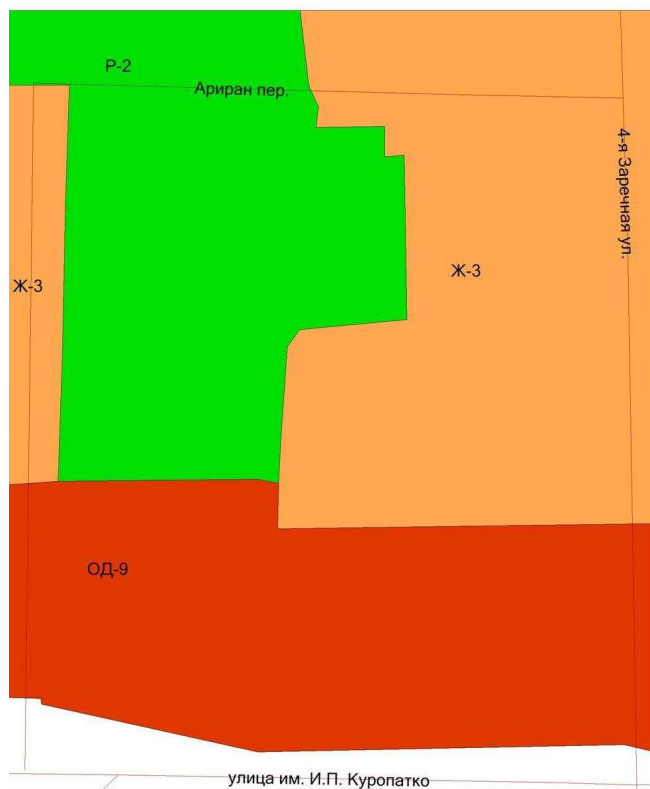 Р-2
Ариран пер.
4-я Заречная ул.
Ж-3
Ж-3
ОД-9
улица им. И.П. Куропатко